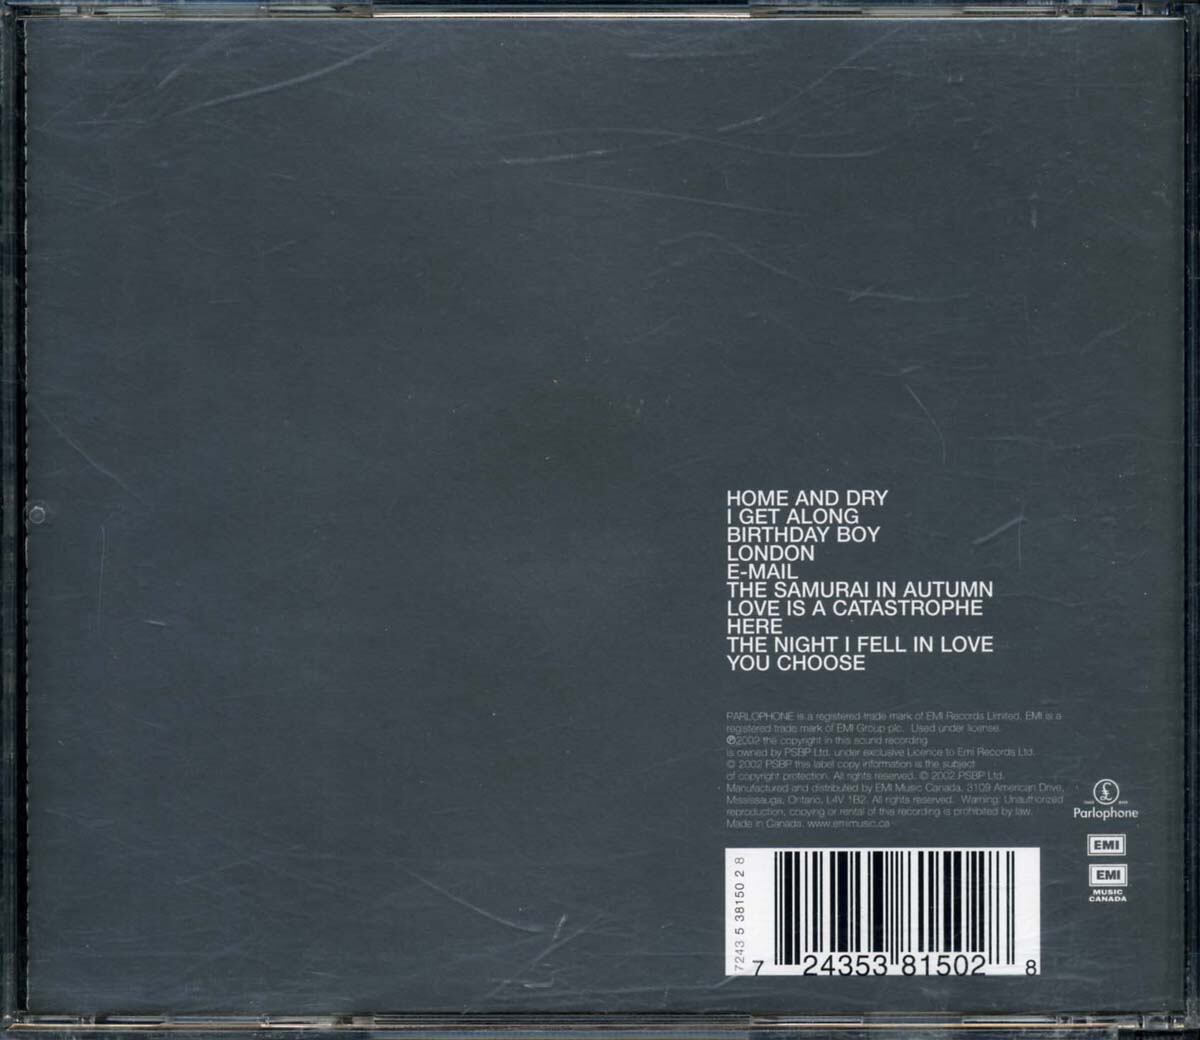 HOME AND DRY
I GET ALONG
BIRTHDAY BOY
LONDON
E-MAIL
THE SAMURAI IN AUTUMN
LOVE IS A CATASTROPHE
HERE
THE NIGHT I FELL IN LOVE
YOU CHOOSE
PARLOPHONE is a registered trade mark of EMI Records Limited, EMI is a
registered trade mark of EMI Group plc. Used under license.
℗2002 the copyright in this sound recording
is owned by PSBP Ltd. under exclusive Licence to Emi Records Ltd.
© 2002 PSBP this label copy information is the subject
of copyright protection. All rights reserved. © 2002 PSBP Ltd.
Manufactured and distributed by EMI Music Canada, 3109 American Drive,
Mississauga, Ontario, L4V 1B2. All rights reserved. Warning: Unauthorized
reproduction, copying or rental of this recording is prohibited by law.
Made in Canada. www.emimusic.ca
£
Parlophone
EMI
EMI
MUSIC
CANADA
7243 5 38150 2 8
7 24353 81502 8